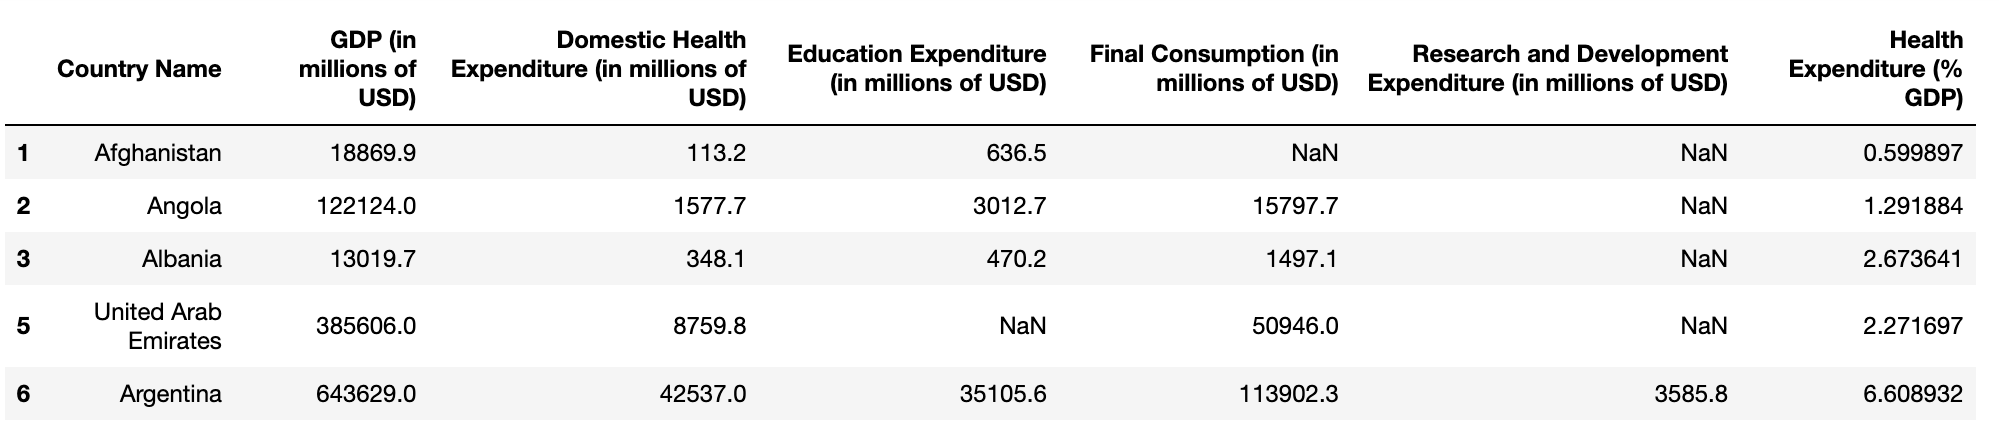 Country Name GDP (in millions of USD) Domestic Health Expenditure (in millions of USD) Education Expenditure (in millions of USD) Final Consumption (in millions of USD) Research and Development Expenditure (in millions of USD) Health Expenditure (% GDP)
1 Afghanistan 18869.9 113.2 636.5 NaN NaN 0.599897
2 Angola 122124.0 1577.7 3012.7 15797.7 NaN 1.291884
3 Albania 13019.7 348.1 470.2 1497.1 NaN 2.673641
5 United Arab Emirates 385606.0 8759.8 NaN 50946.0 NaN 2.271697
6 Argentina 643629.0 42537.0 35105.6 113902.3 3585.8 6.608932